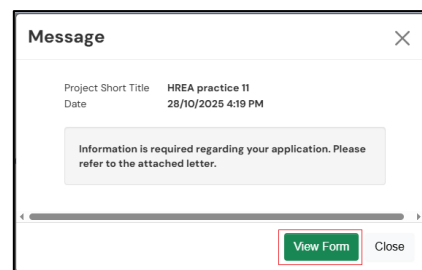 Message
Project Short Title HREA practice 11
Date 28/10/2025 4:19 PM
Information is required regarding your application. Please
refer to the attached letter.
View Form Close